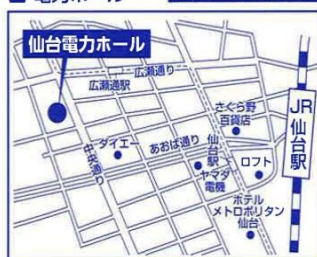 電力ホール
仙台電力ホール
広瀬通り
広瀬通駅
さくら野
百貨店
JR
仙台駅
ダイエー
あおば通り
仙台駅
中央通り
ヤマダ
電機
ロフト
ホテル
メトロポリタン
仙台